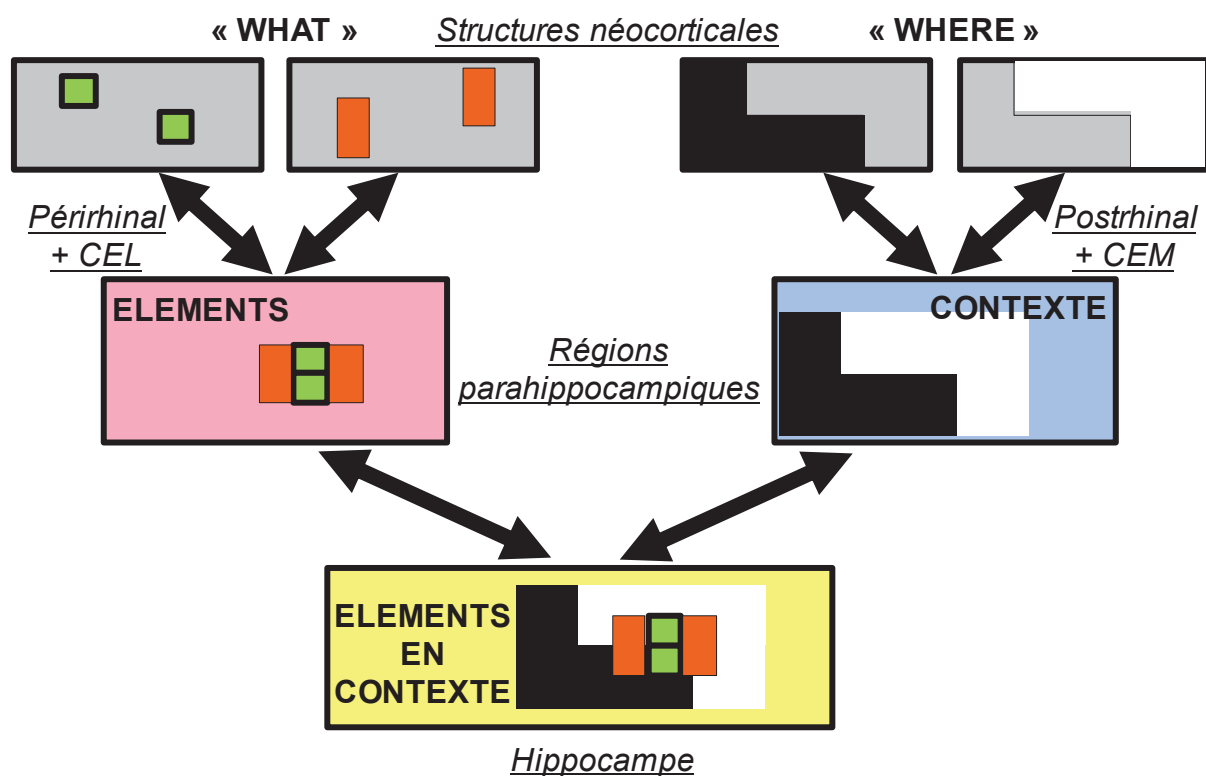 « WHAT »
Structures néocorticales
« WHERE »
Périrhinal
+ CEL
Postrhinal
+ CEM
ELEMENTS
CONTEXTE
Régions
parahippocampiques
ELEMENTS
EN
CONTEXTE
Hippocampe